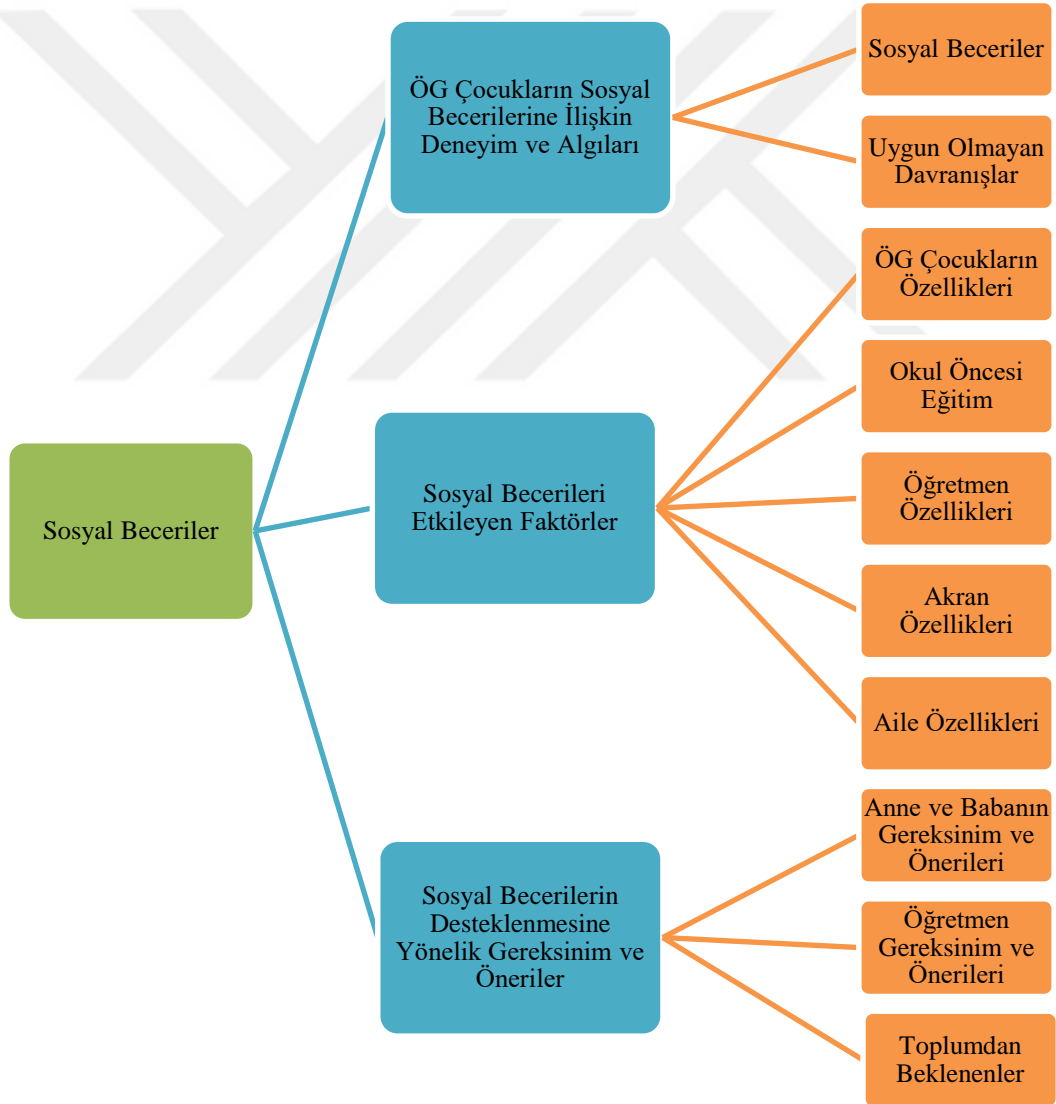 Sosyal Beceriler
ÖG Çocukların Sosyal
Becerilerine İlişkin
Deneyim ve Algıları
Sosyal Beceriler
Uygun Olmayan
Davranışlar
Sosyal Becerileri
Etkileyen Faktörler
ÖG Çocukların
Özellikleri
Okul Öncesi
Eğitim
Öğretmen
Özellikleri
Akran
Özellikleri
Aile Özellikleri
Sosyal Becerilerin
Desteklenmesine
Yönelik Gereksinim ve
Öneriler
Anne ve Babanın
Gereksinim ve
Önerileri
Öğretmen
Gereksinim ve
Önerileri
Toplumdan
Beklenenler